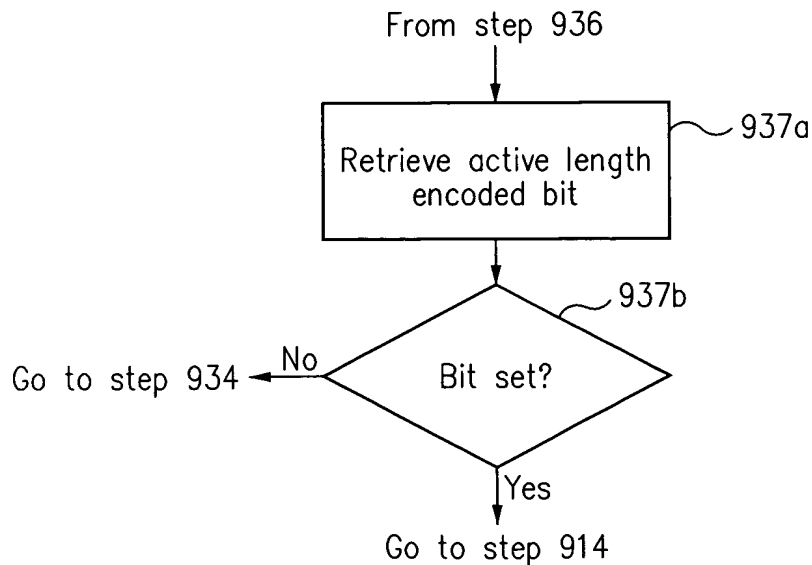 From step 936
937a
Retrieve active length
encoded bit
937b
No
Go to step 934
Bit set?
Yes
Go to step 914